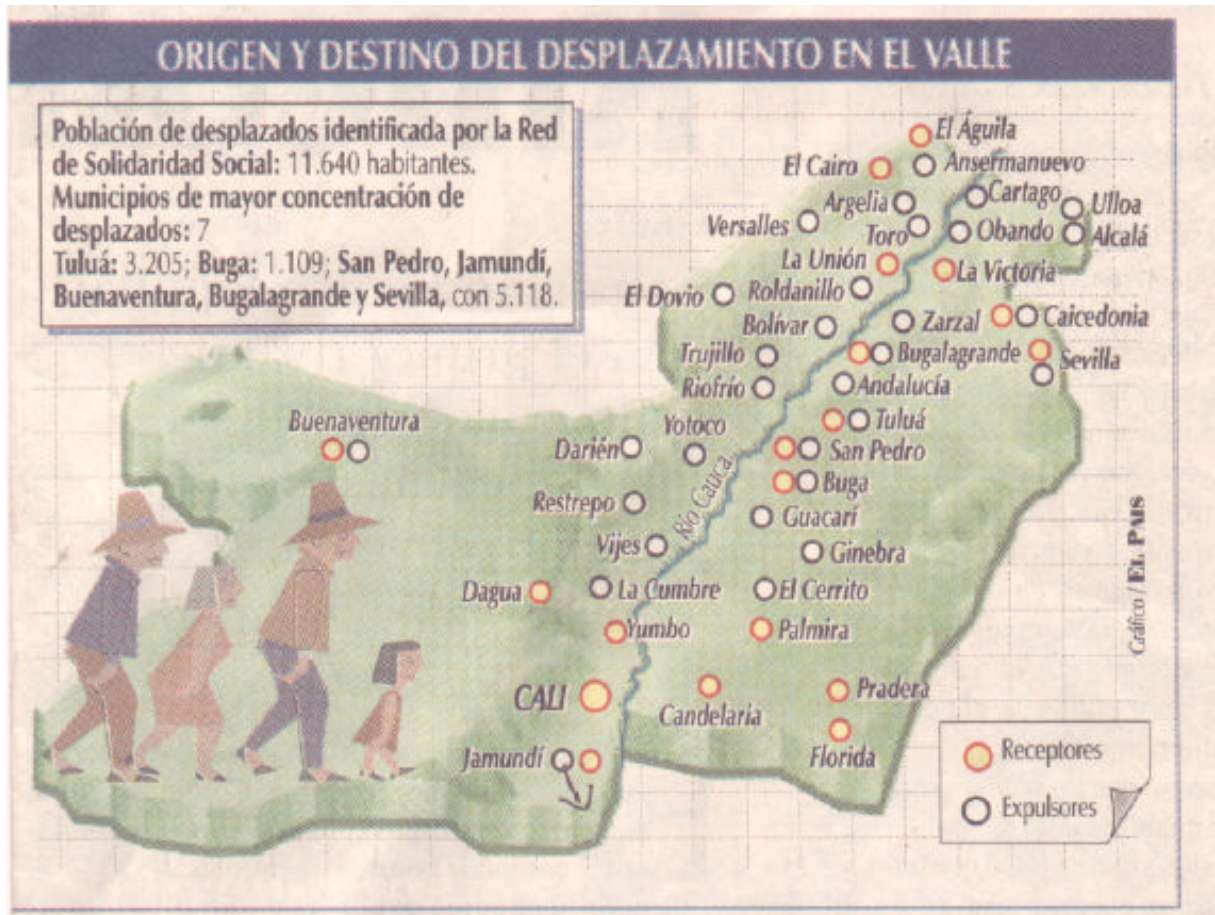 ORIGEN Y DESTINO DEL DESPLAZAMIENTO EN EL VALLE
Población de desplazados identificada por la Red
de Solidaridad Social: 11.640 habitantes.
Municipios de mayor concentración de
desplazados: 7
Tuluá: 3.205; Buga: 1.109; San Pedro, Jamundí,
Buenaventura, Bugalagrande y Sevilla, con 5.118.
El Águila
El Cairo
Ansermanuevo
Argelia
Cartago
Ulloa
Versalles
Toro
Obando
Alcalá
La Unión
La Victoria
El Dovio
Roldanillo
Bolívar
Zarzal
Caicedonia
Trujillo
Bugalagrande
Sevilla
Riofrío
Andalucía
Buenaventura
Yotoco
Tuluá
Darién
San Pedro
Río Cauca
Buga
Restrepo
Guacarí
Vijes
Ginebra
Dagua
La Cumbre
El Cerrito
Yumbo
Palmira
CALI
Candelaria
Pradera
Jamundí
Florida
Receptores
Expulsores
Gráfico / EL PAIS